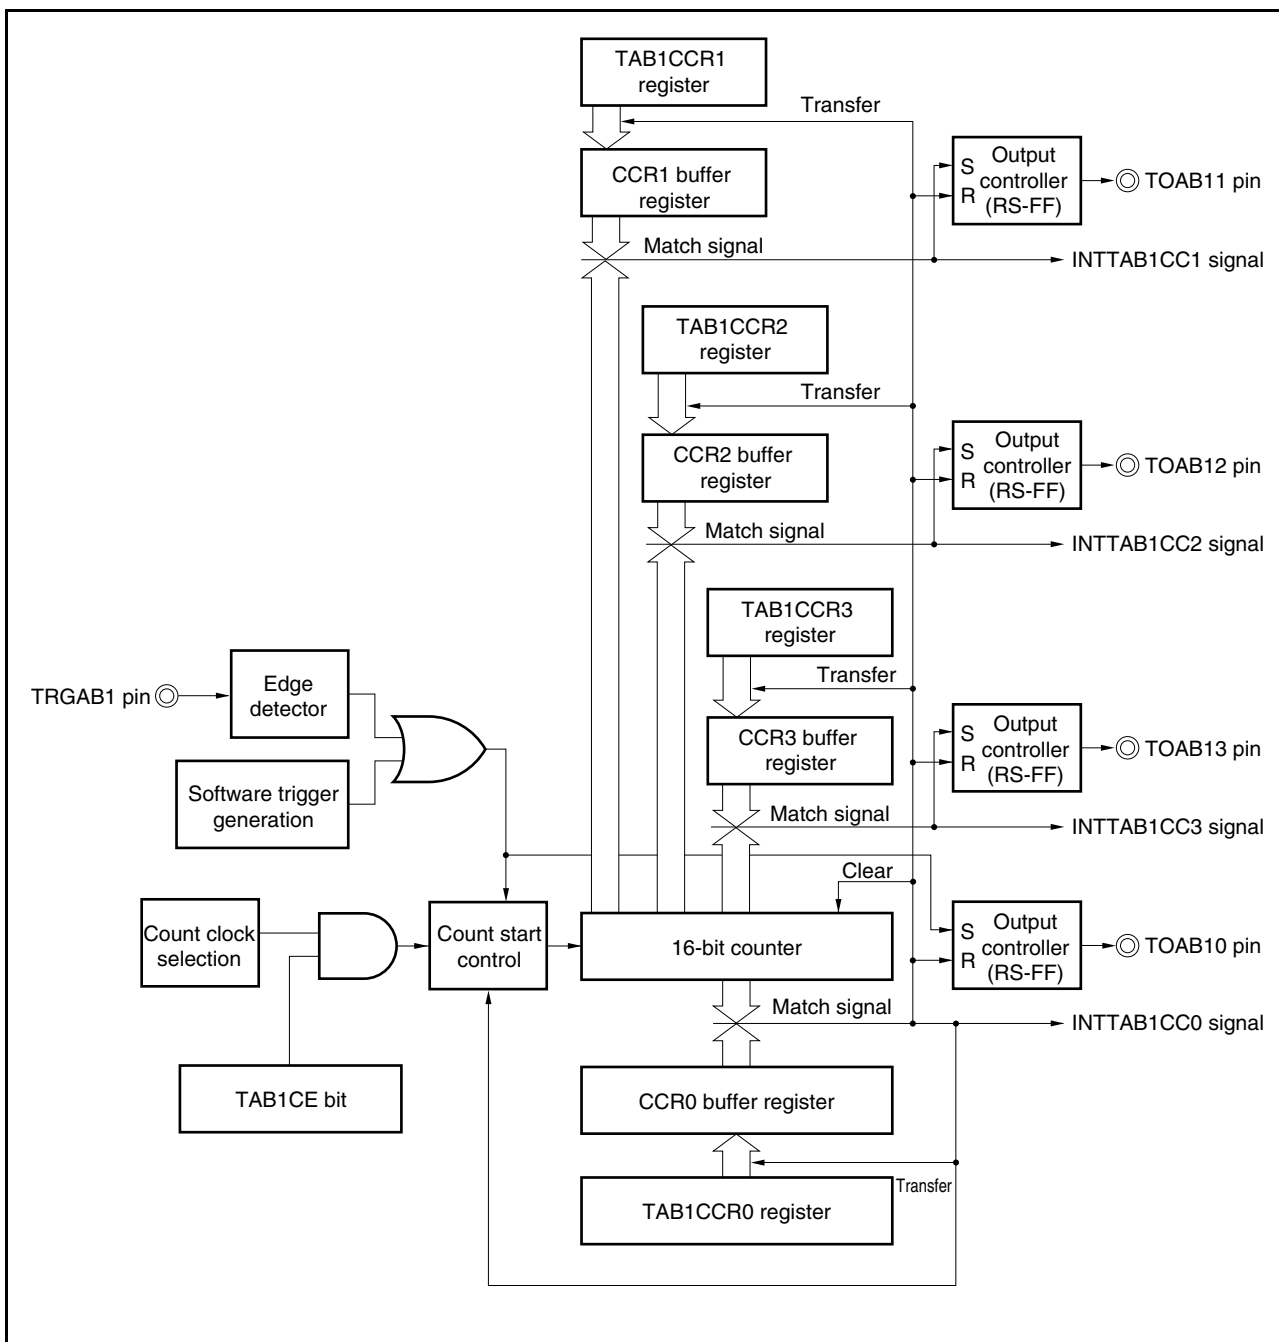 TAB1CCR1
register
Transfer
CCR1 buffer
register
S
R
Output
controller
(RS-FF)
TOAB11 pin
Match signal
INTTAB1CC1 signal
TAB1CCR2
register
Transfer
CCR2 buffer
register
S
R
Output
controller
(RS-FF)
TOAB12 pin
Match signal
INTTAB1CC2 signal
TAB1CCR3
register
Transfer
TRGAB1 pin
Edge
detector
CCR3 buffer
register
S
R
Output
controller
(RS-FF)
TOAB13 pin
Software trigger
generation
Match signal
INTTAB1CC3 signal
Clear
Count clock
selection
Count start
control
16-bit counter
S
R
Output
controller
(RS-FF)
TOAB10 pin
Match signal
INTTAB1CC0 signal
TAB1CE bit
CCR0 buffer register
Transfer
TAB1CCR0 register